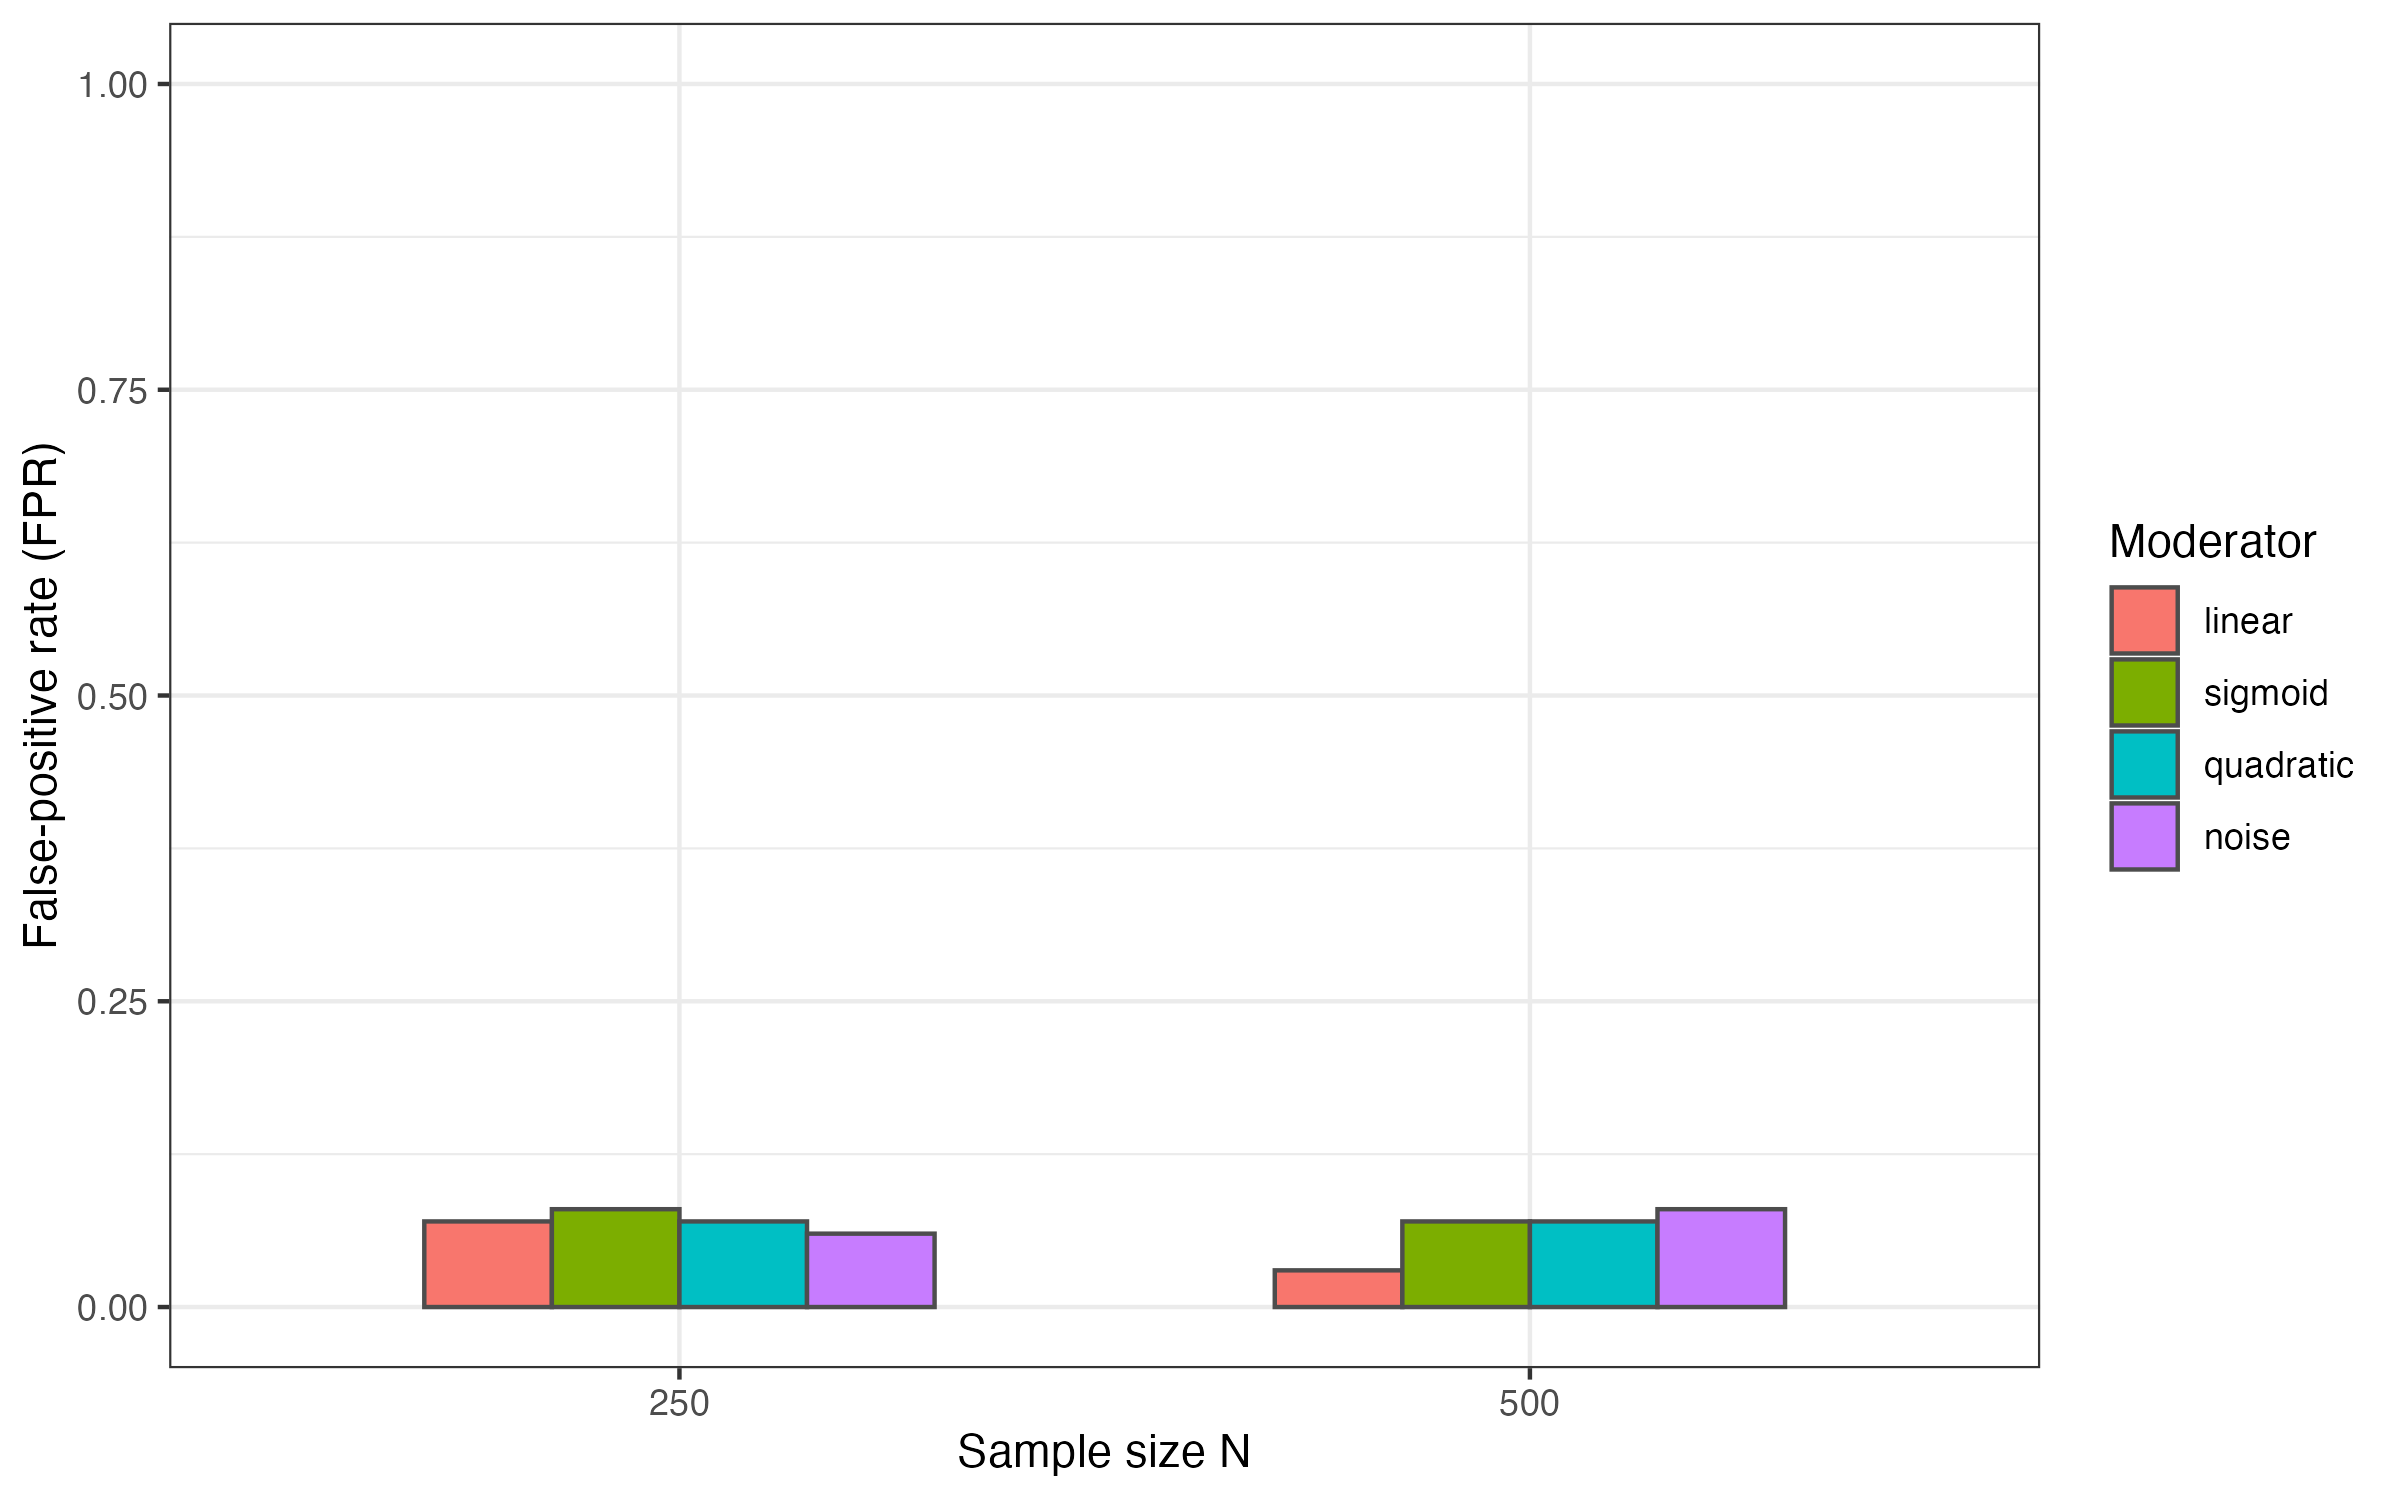 1.00
0.75
0.50
0.25
0.00
False-positive rate (FPR)
250
500
Sample size N
Moderator
linear
sigmoid
quadratic
noise